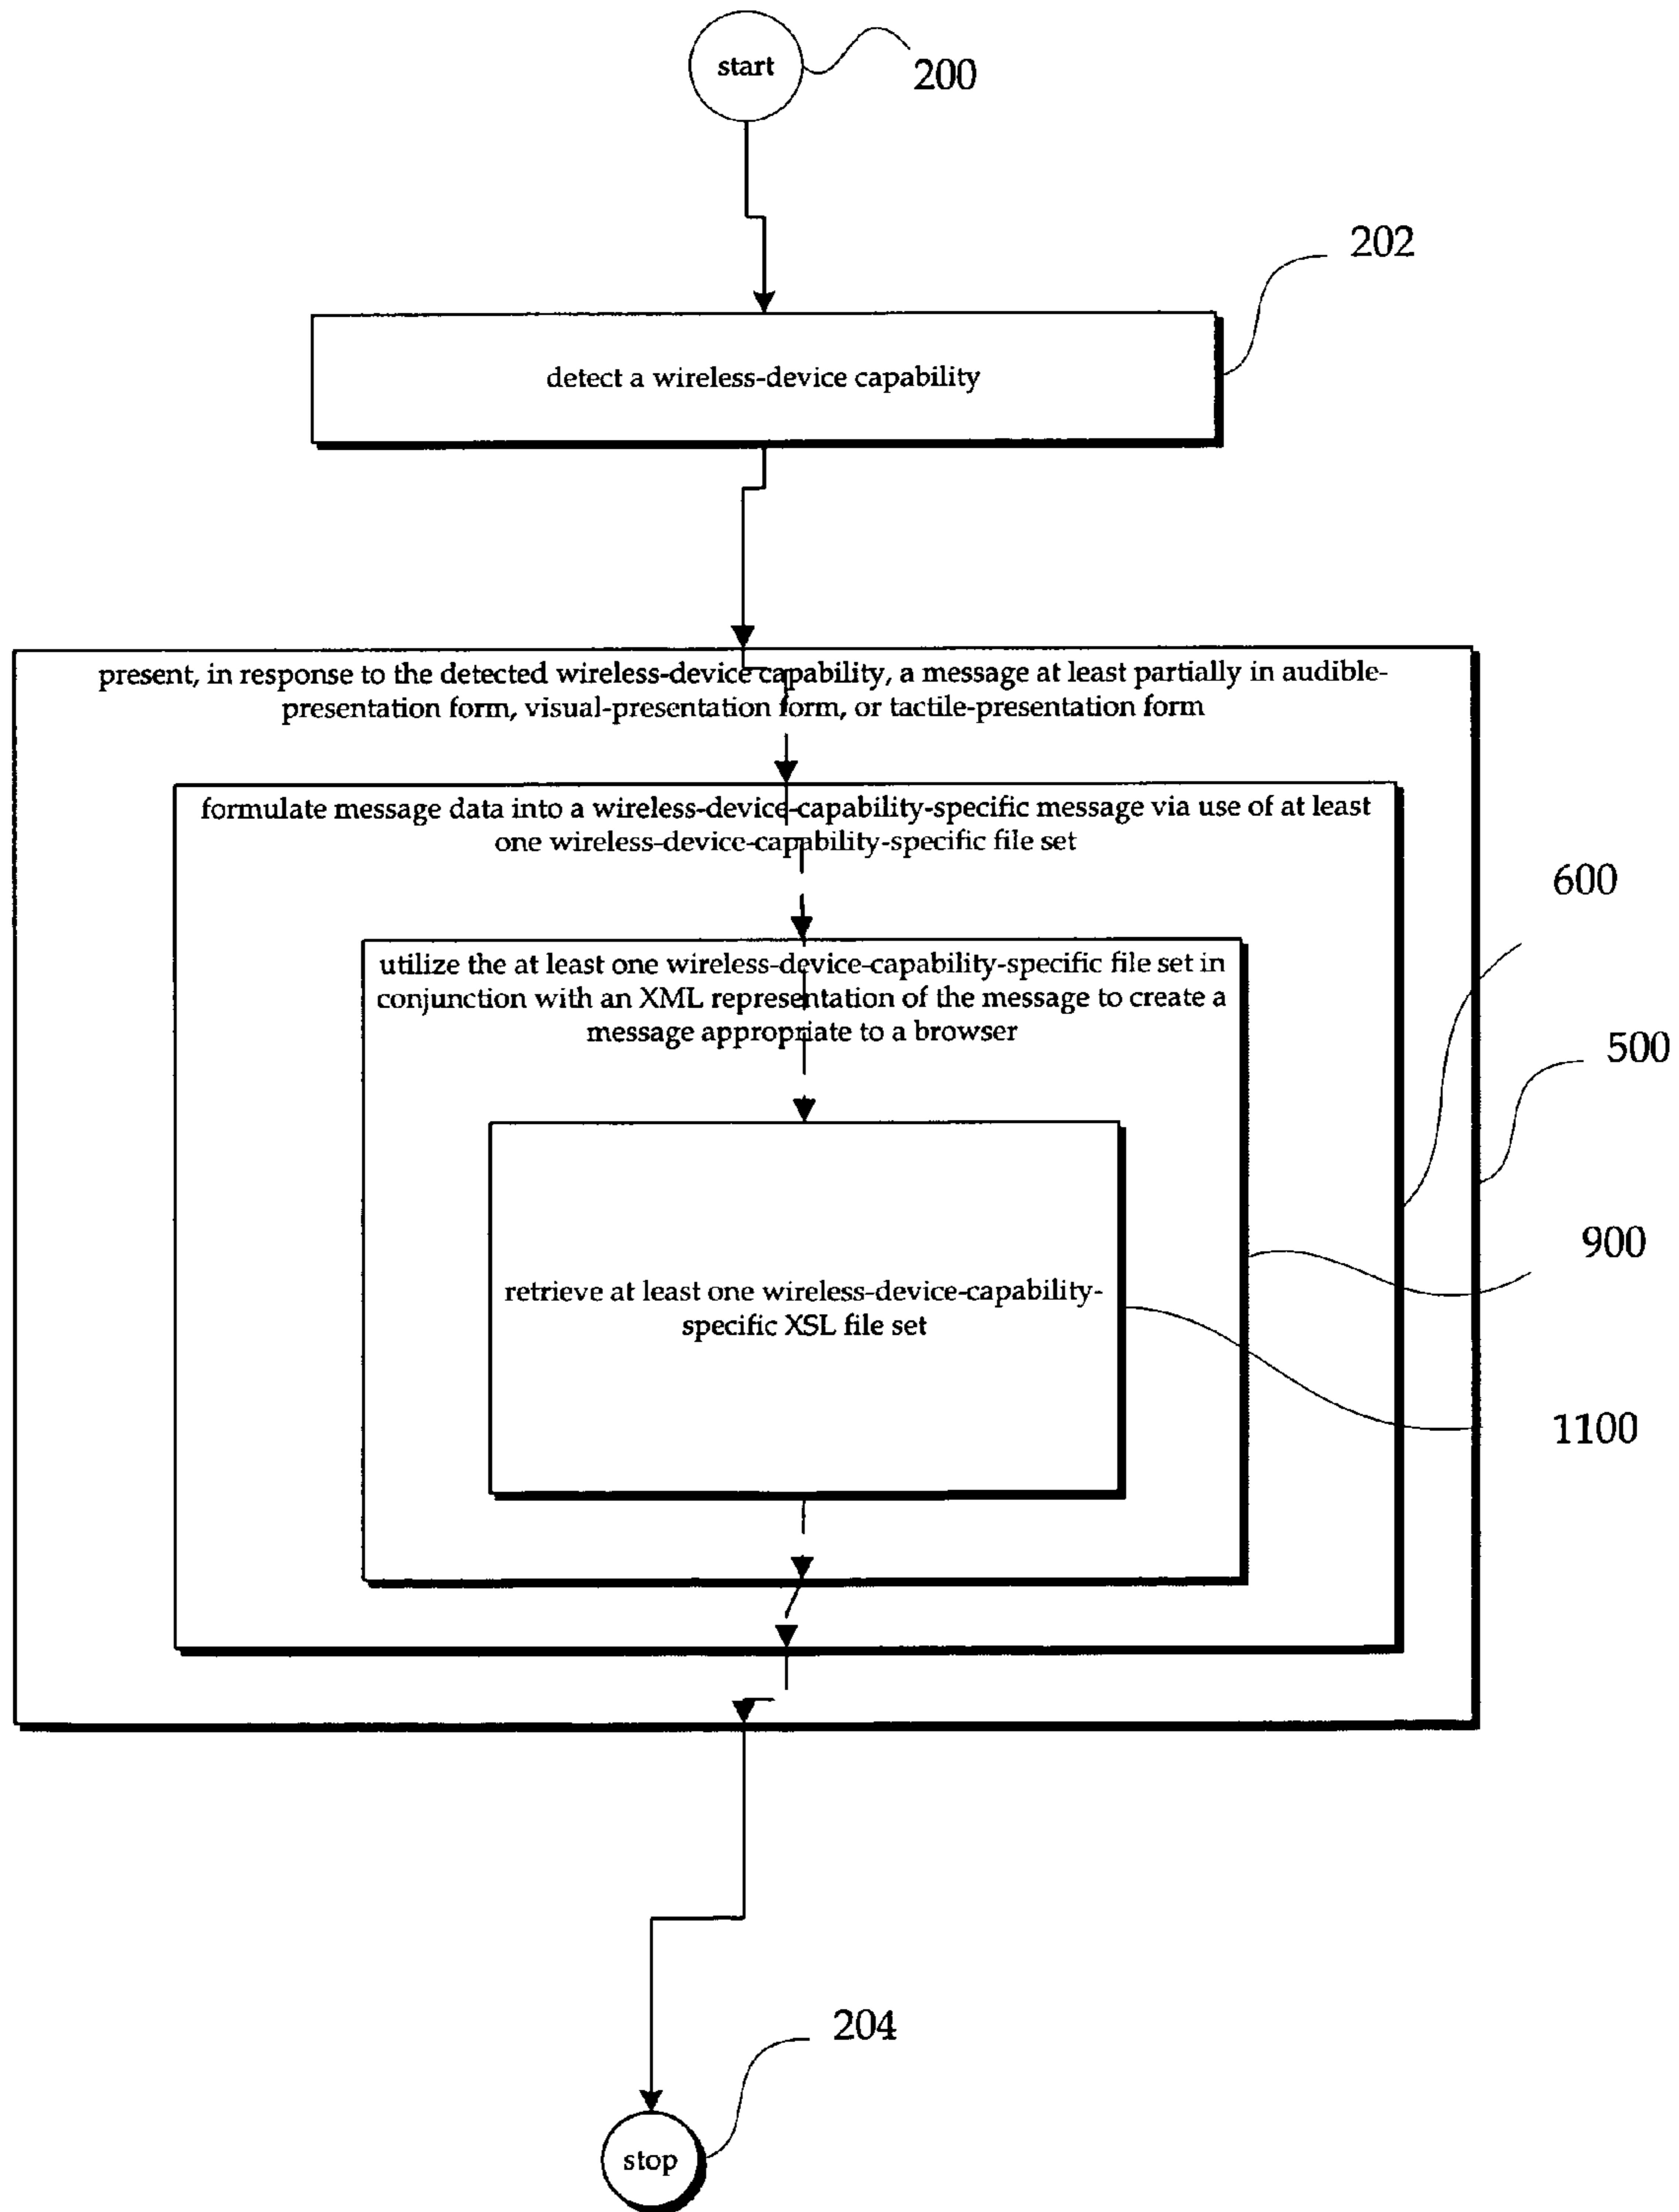 start
200
202
detect a wireless-device capability
present, in response to the detected wireless-device capability, a message at least partially in audible-
presentation form, visual-presentation form, or tactile-presentation form
formulate message data into a wireless-device-capability-specific message via use of at least
one wireless-device-capability-specific file set
600
utilize the at least one wireless-device-capability-specific file set in
conjunction with an XML representation of the message to create a
message appropriate to a browser
500
900
retrieve at least one wireless-device-capability-
specific XSL file set
1100
204
stop